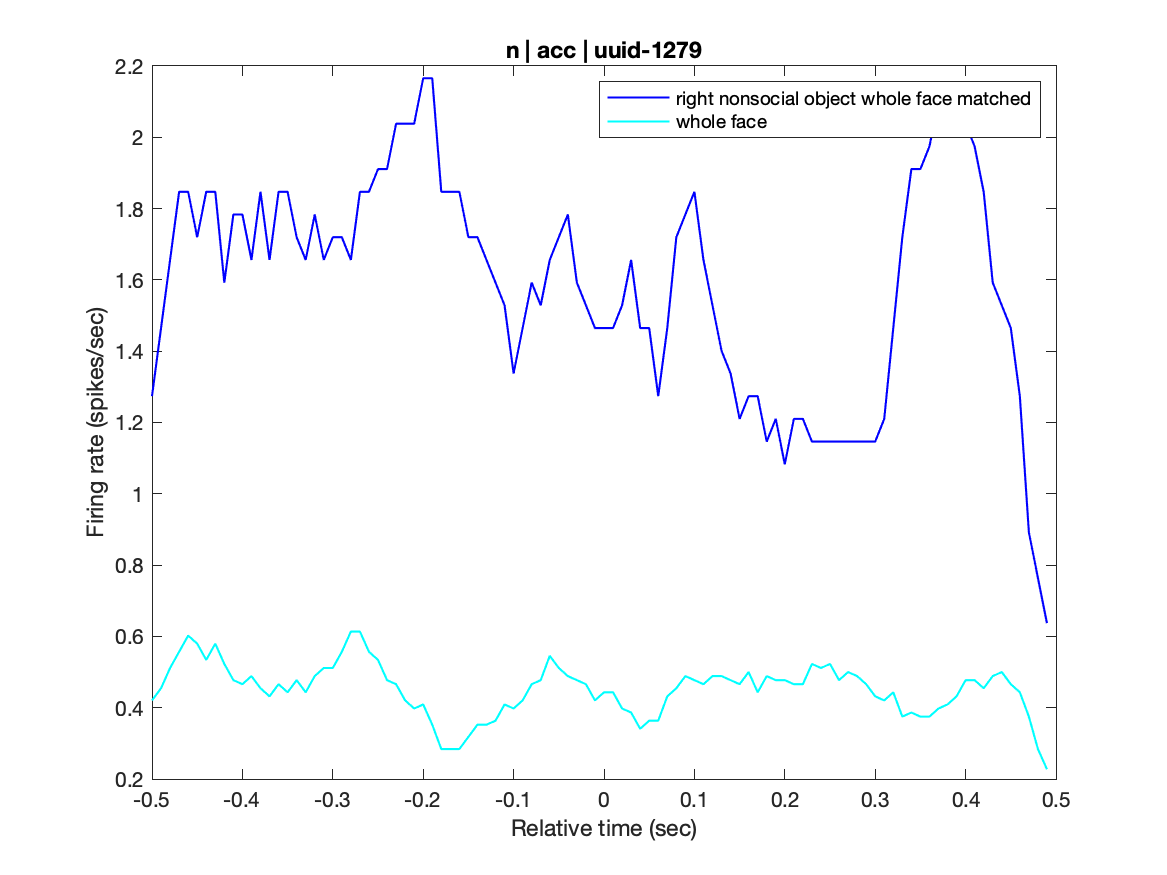 n | acc | uuid-1279
right nonsocial object whole face matched
whole face
2.2
2
1.8
1.6
1.4
1.2
1
0.8
0.6
0.4
0.2
Firing rate (spikes/sec)
-0.5 -0.4 -0.3 -0.2 -0.1 0 0.1 0.2 0.3 0.4 0.5
Relative time (sec)